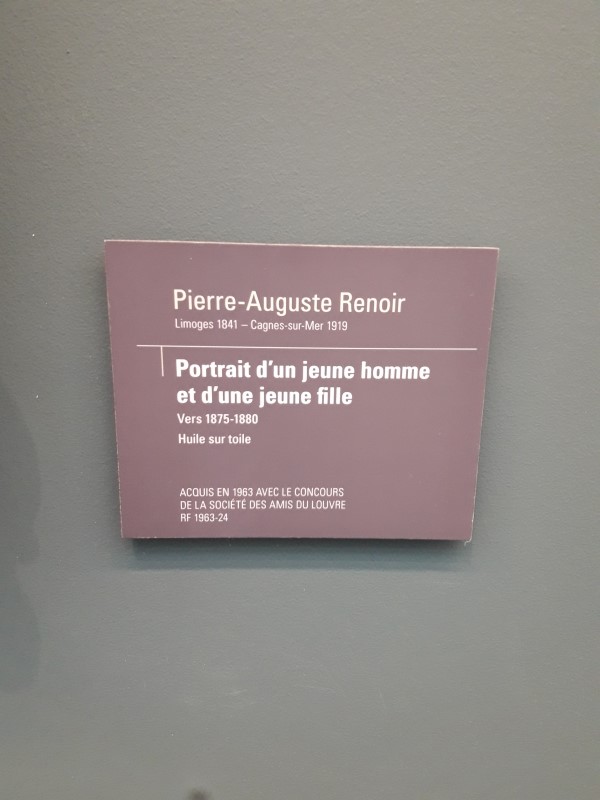 Pierre-Auguste Renoir
Limoges 1841 – Cagnes-sur-Mer 1919
Portrait d'un jeune homme
et d'une jeune fille
Vers 1875-1880
Huile sur toile
ACQUIS EN 1963 AVEC LE CONCOURS
DE LA SOCIÉTÉ DES AMIS DU LOUVRE
RF 1963-24